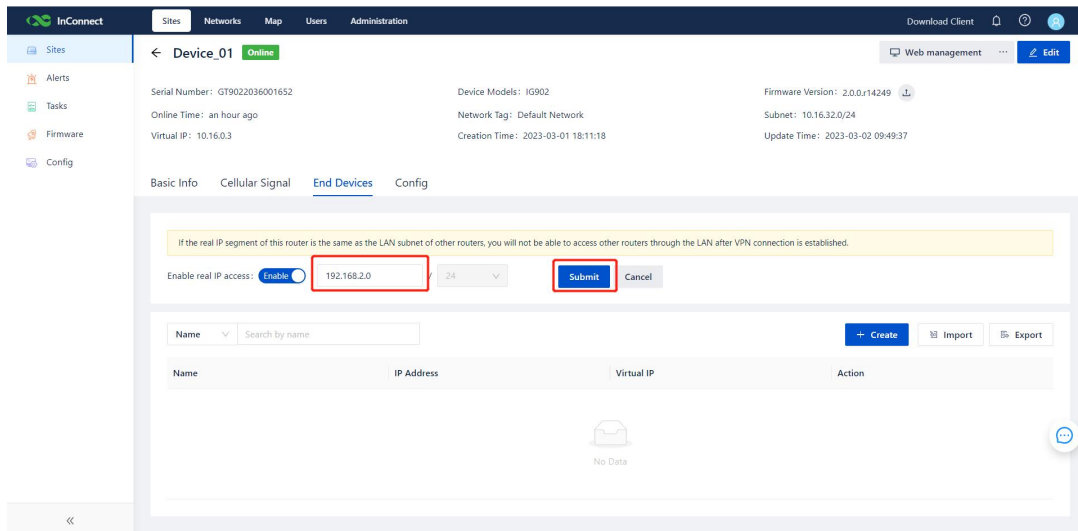 InConnect
Sites Networks Map Users Administration
Download Client
Sites
Alerts
Tasks
Firmware
Config
Device_01 Online
Web management ... Edit
Serial Number: GT9022036001652 Device Models: IG902 Firmware Version: 2.0.0.r14249
Online Time: an hour ago Network Tag: Default Network Subnet: 10.16.32.0/24
Virtual IP: 10.16.0.3 Creation Time: 2023-03-01 18:11:18 Update Time: 2023-03-02 09:49:37
Basic Info Cellular Signal End Devices Config
If the real IP segment of this router is the same as the LAN subnet of other routers, you will not be able to access other routers through the LAN after VPN connection is established.
Enable real IP access: Enable 192.168.2.0 / 24 Submit Cancel
Name Search by name + Create Import Export
Name IP Address Virtual IP Action
No Data